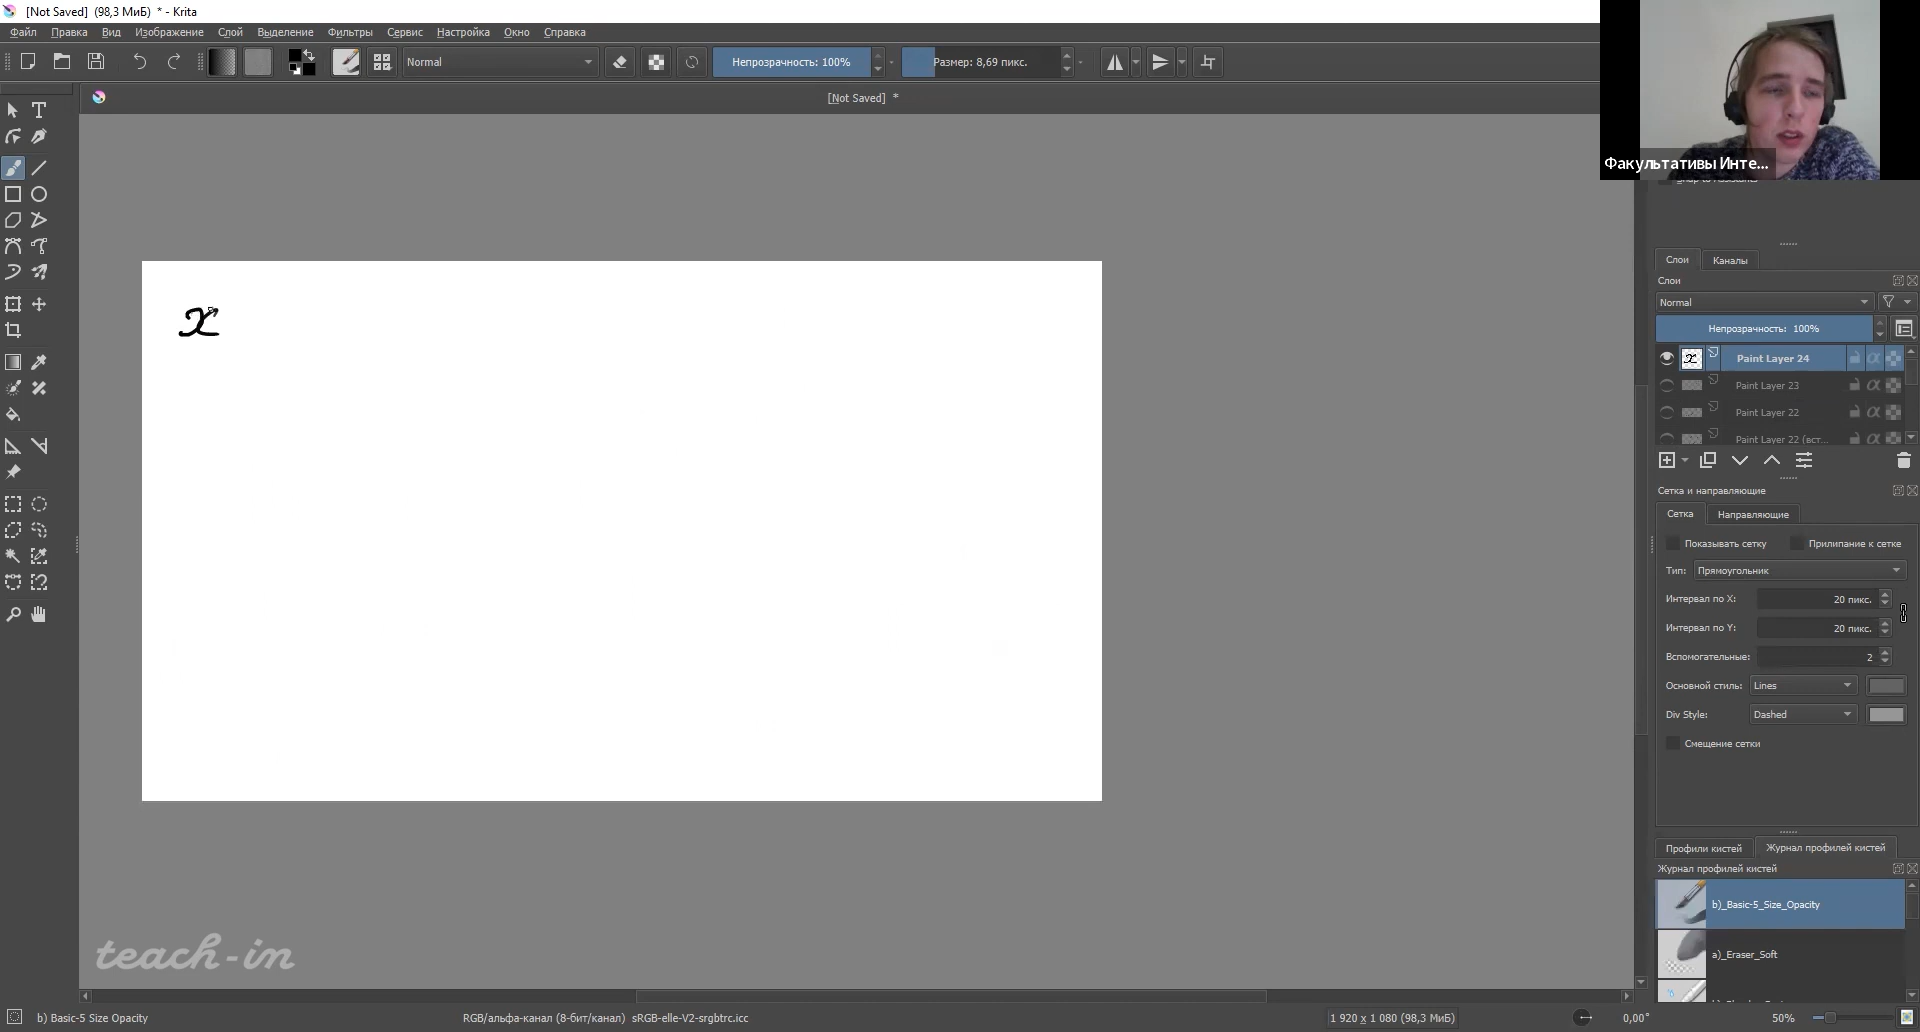 [Not Saved]  (98,3 МиБ)  * - Krita
Файл Правка Вид Изображение Слой Выделение Фильтры Сервис Настройка Окно Справка
Normal Непрозрачность: 100% Размер: 8,69 пикс.
[Not Saved]  *
Факультативы Инте...
x
Слои Каналы
Слои
Normal
Непрозрачность:  100%
Paint Layer 24
Paint Layer 23
Paint Layer 22
Paint Layer 22 (вст...
Сетка и направляющие
Сетка Направляющие
Показывать сетку Прилипание к сетке
Тип: Прямоугольник
Интервал по X: 20 пикс.
Интервал по Y: 20 пикс.
Вспомогательные: 2
Основной стиль: Lines
Div Style: Dashed
Смещение сетки
Профили кистей Журнал профилей кистей
Журнал профилей кистей
b)_Basic-5_Size_Opacity
a)_Eraser_Soft
teach-in
b) Basic-5 Size Opacity RGB/альфа-канал (8-бит/канал)  sRGB-elle-V2-srgbtrc.icc 1 920 x 1 080 (98,3 МиБ) 0,00° 50%